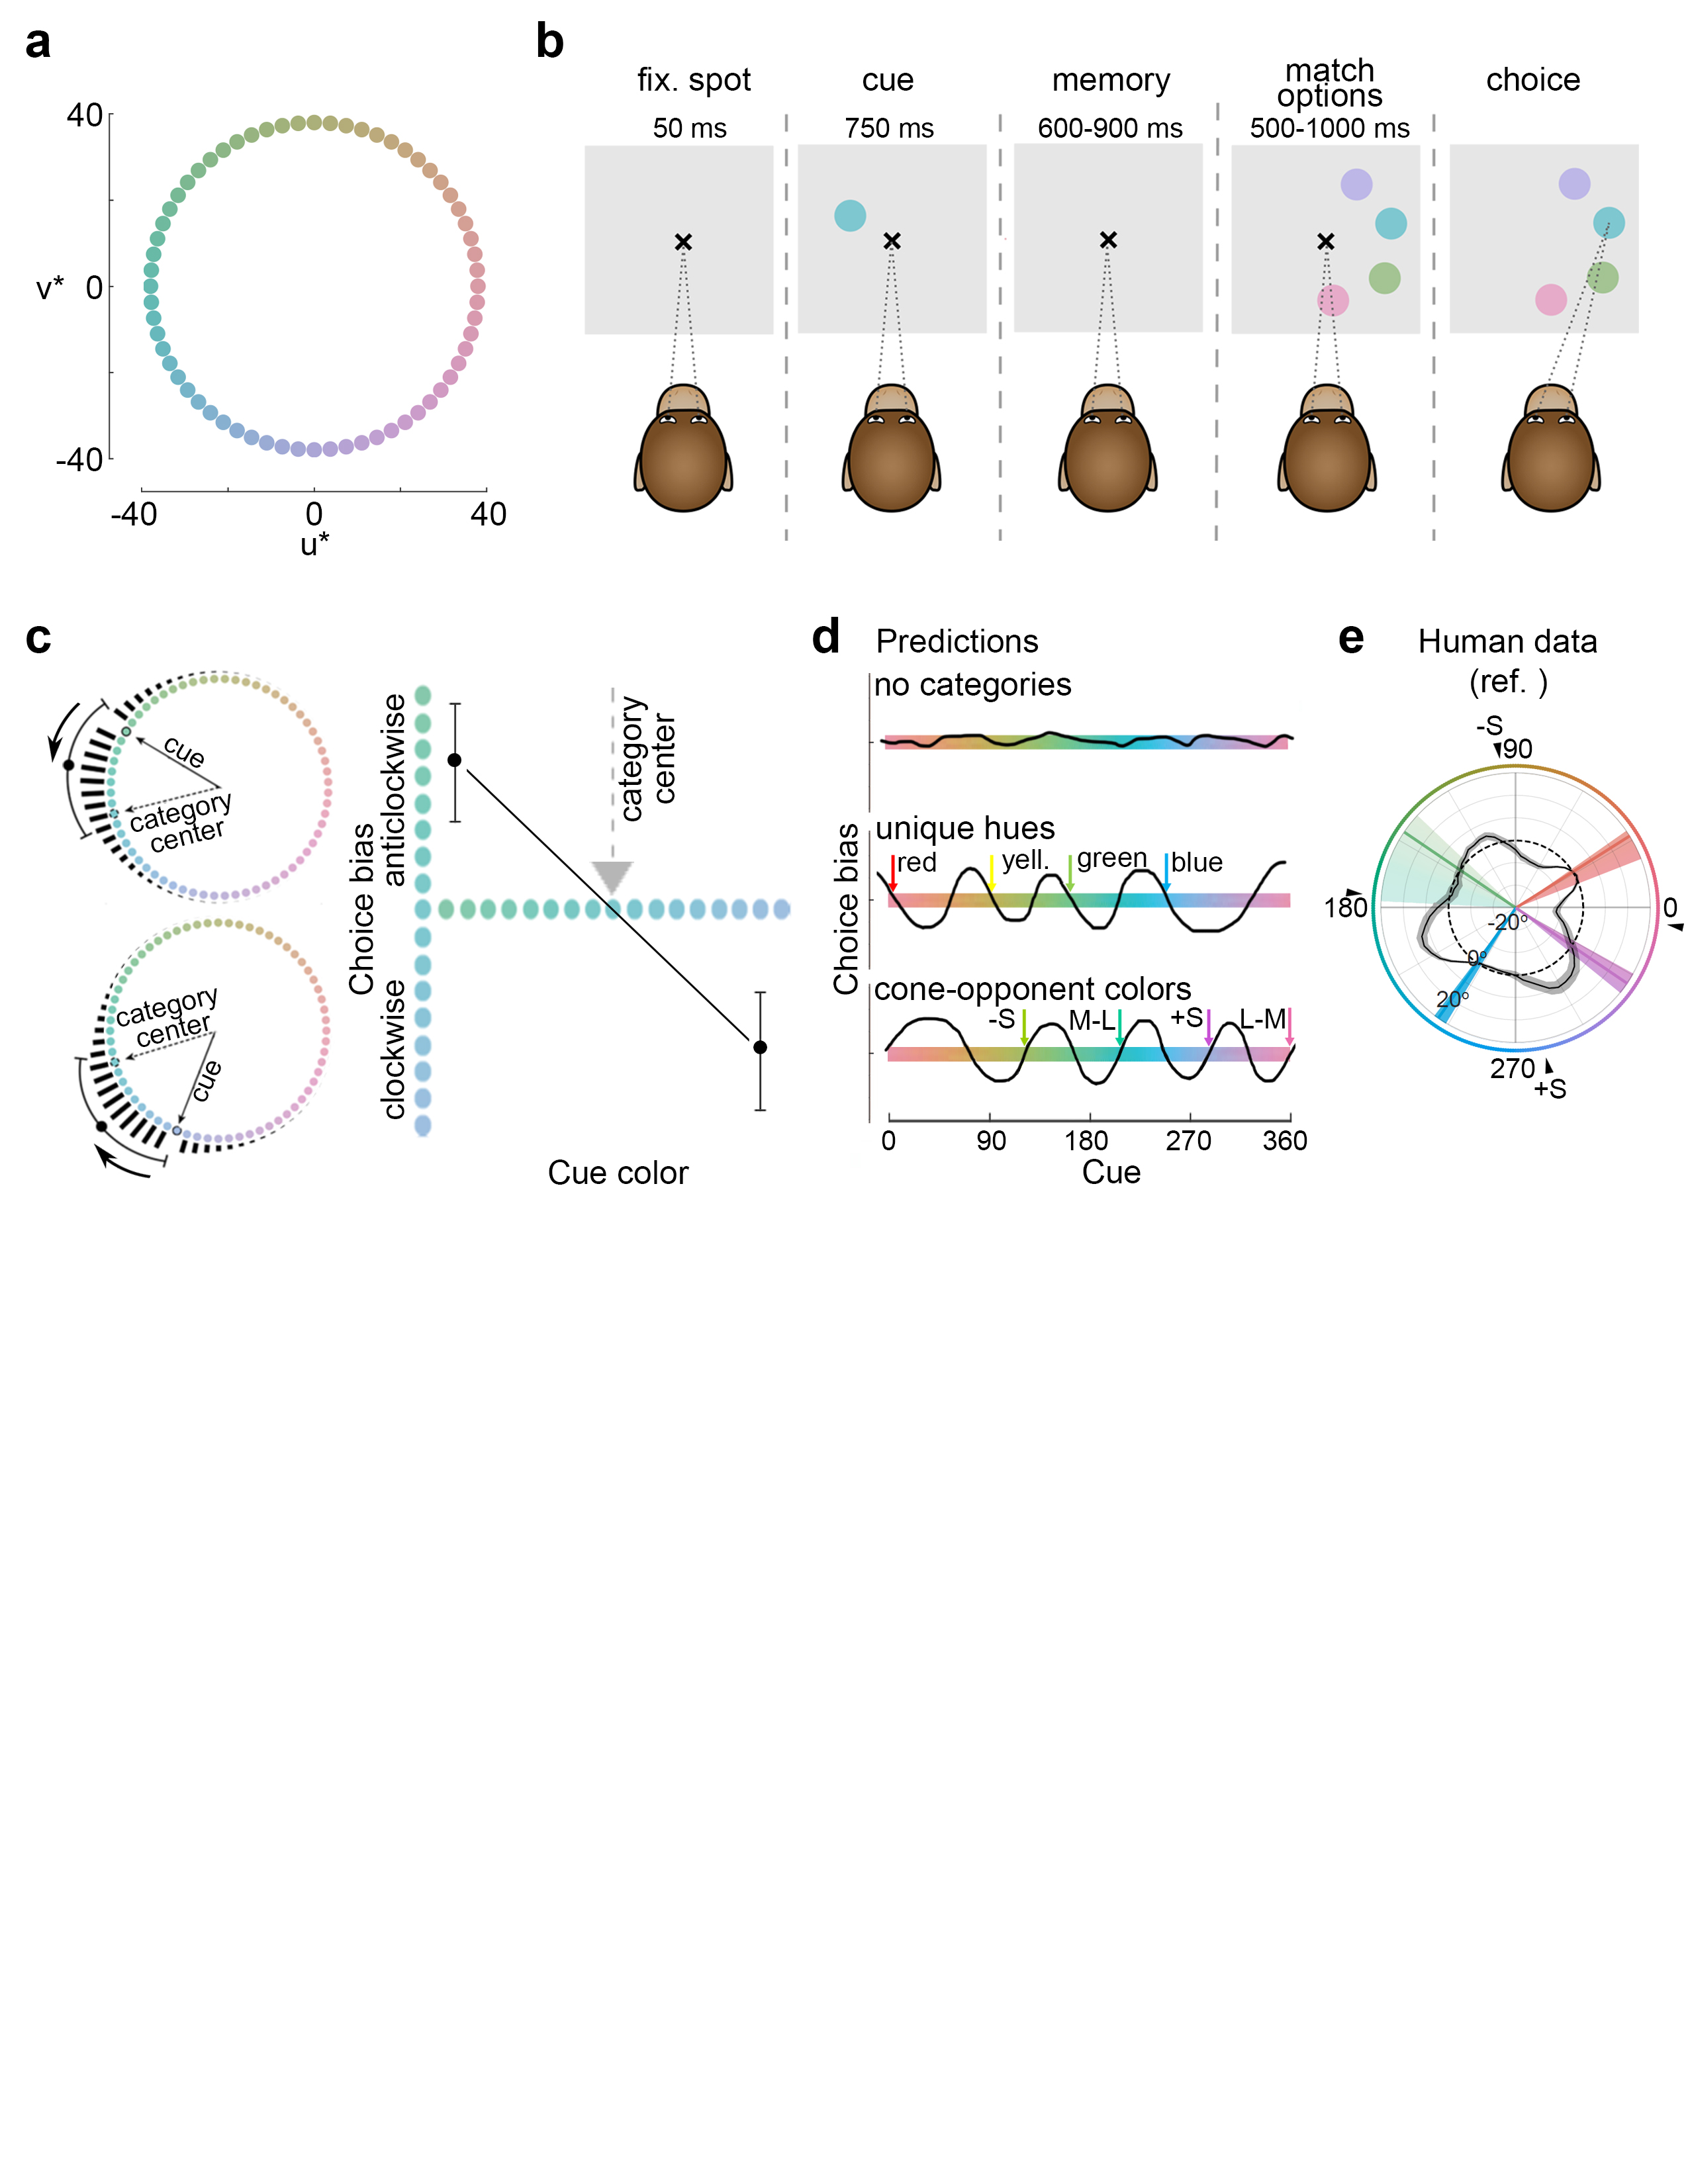 a
40
v* 0
-40
-40 0 40
u*
b
fix. spot
cue
memory
match
options
choice
50 ms
750 ms
600-900 ms
500-1000 ms
c
cue
category
center
category
center
cue
Choice bias
anticlockwise
clockwise
category
center
Cue color
d Predictions
no categories
unique hues
red yell. green blue
cone-opponent colors
-S M-L +S L-M
Choice bias
0 90 180 270 360
Cue
e Human data
(ref. )
-S
90
180
0
-20°
0°
20°
270
+S